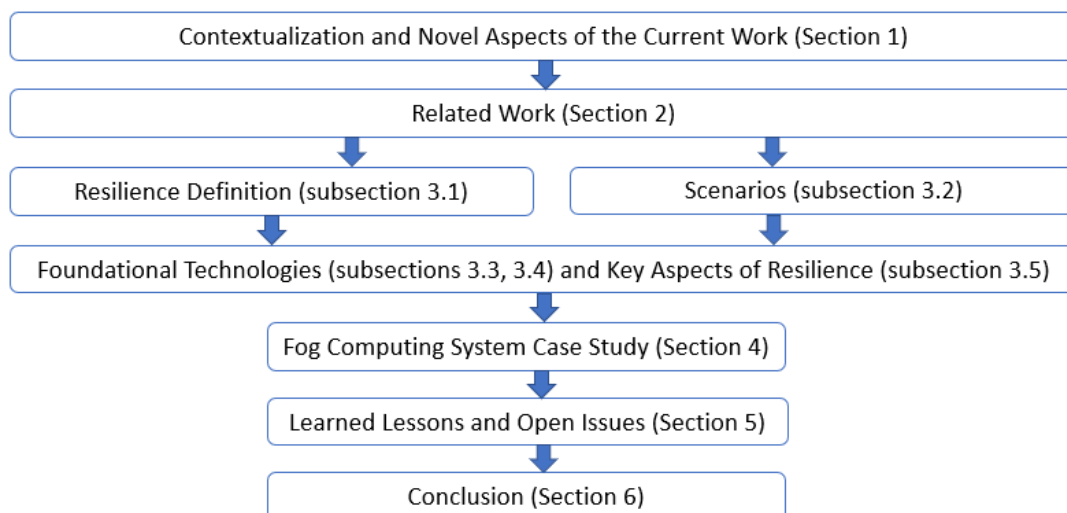 Contextualization and Novel Aspects of the Current Work (Section 1)
Related Work (Section 2)
Resilience Definition (subsection 3.1)
Scenarios (subsection 3.2)
Foundational Technologies (subsections 3.3, 3.4) and Key Aspects of Resilience (subsection 3.5)
Fog Computing System Case Study (Section 4)
Learned Lessons and Open Issues (Section 5)
Conclusion (Section 6)